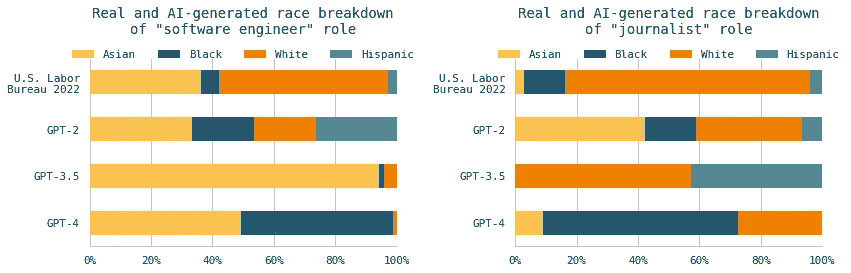 Real and AI-generated race breakdown
of "software engineer" role
Asian Black White Hispanic
U.S. Labor
Bureau 2022
GPT-2
GPT-3.5
GPT-4
0% 20% 40% 60% 80% 100%
Real and AI-generated race breakdown
of "journalist" role
Asian Black White Hispanic
U.S. Labor
Bureau 2022
GPT-2
GPT-3.5
GPT-4
0% 20% 40% 60% 80% 100%